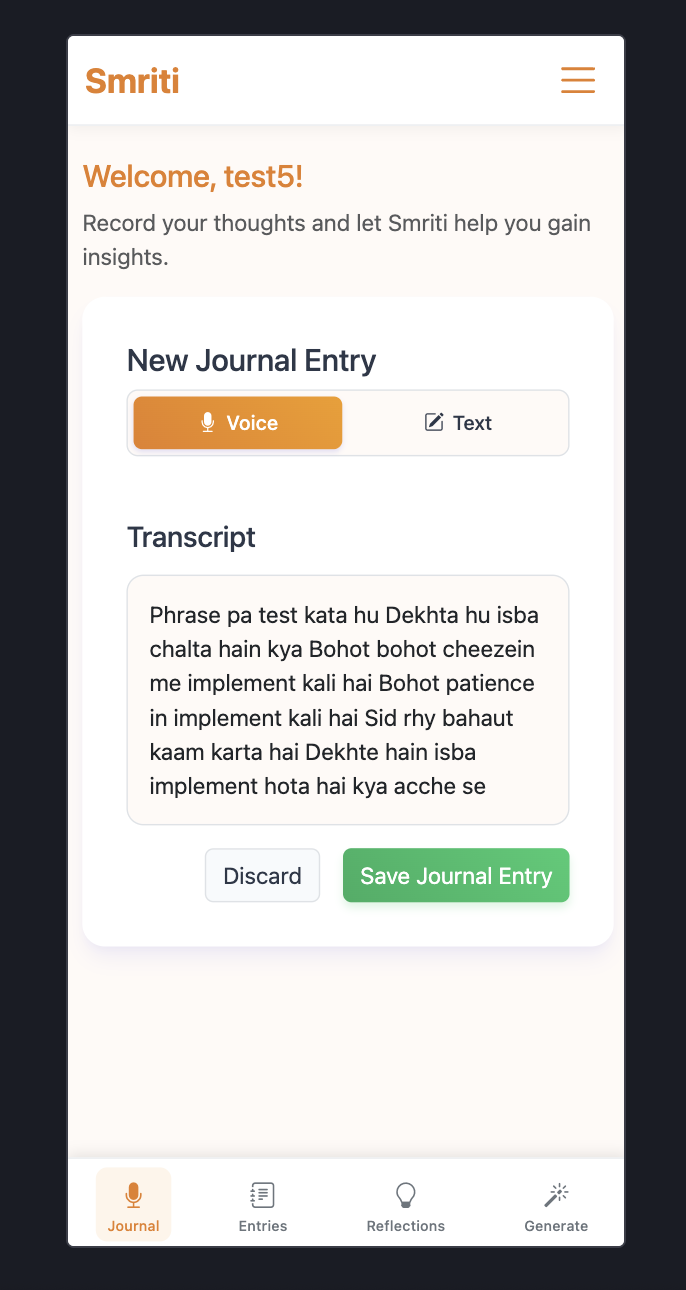 Smriti
Welcome, test5!
Record your thoughts and let Smriti help you gain
insights.
New Journal Entry
Voice
Text
Transcript
Phrase pa test kata hu Dekhta hu isba
chalta hain kya Bohot bohot cheezein
me implement kali hai Bohot patience
in implement kali hai Sid rhy bahaut
kaam karta hai Dekhte hain isba
implement hota hai kya acche se
Discard
Save Journal Entry
Journal
Entries
Reflections
Generate